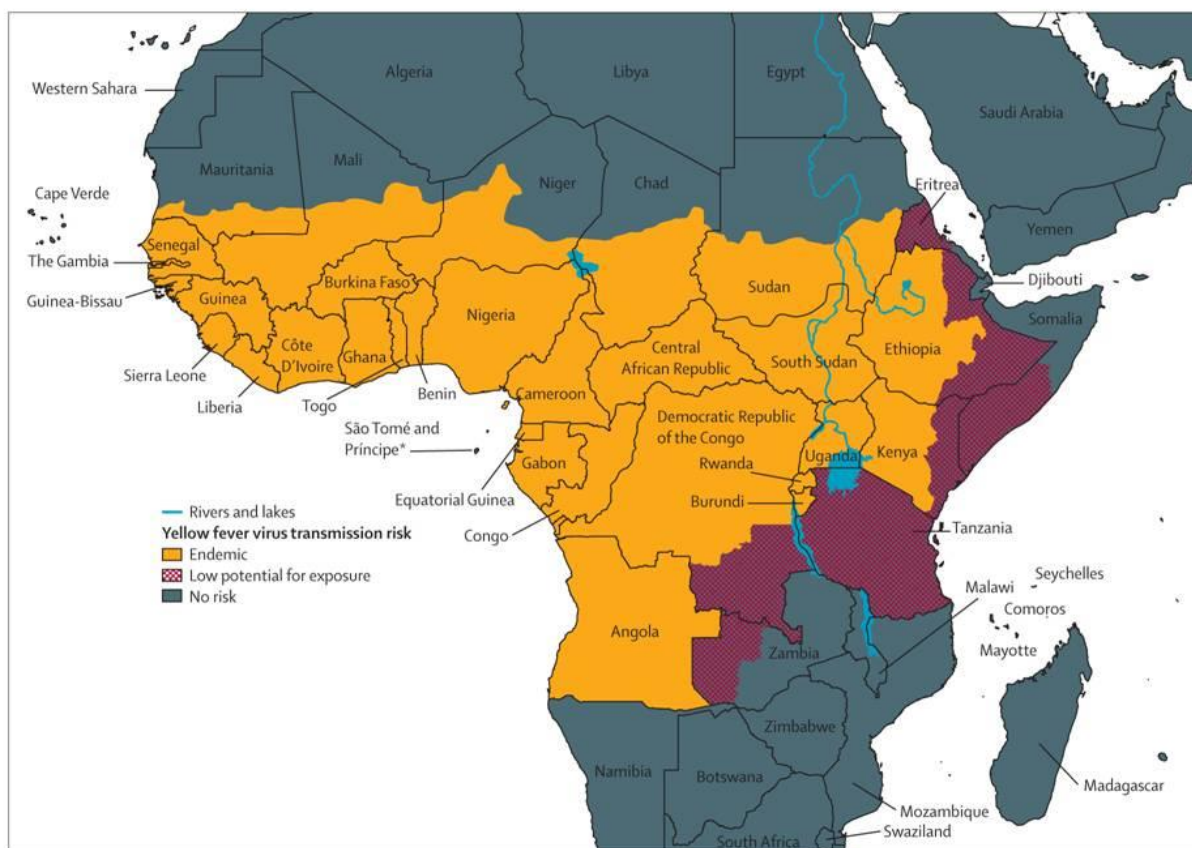 Algeria
Libya
Egypt
Western Sahara
Saudi Arabia
Mauritania
Mali
Niger
Chad
Eritrea
Cape Verde
Yemen
Senegal
The Gambia
Guinea-Bissau
Burkina Faso
Guinea
Nigeria
Sudan
Djibouti
Somalia
Côte
D'Ivoire
Ghana
Central
African Republic
South Sudan
Ethiopia
Sierra Leone
Liberia
Togo
Benin
Cameroon
São Tomé and
Príncipe*
Democratic Republic
of the Congo
Uganda
Kenya
Gabon
Rwanda
Equatorial Guinea
Burundi
Congo
Tanzania
Rivers and lakes
Yellow fever virus transmission risk
Endemic
Low potential for exposure
No risk
Malawi
Seychelles
Comoros
Mayotte
Angola
Zambia
Zimbabwe
Namibia
Botswana
Madagascar
Mozambique
Swaziland
South Africa